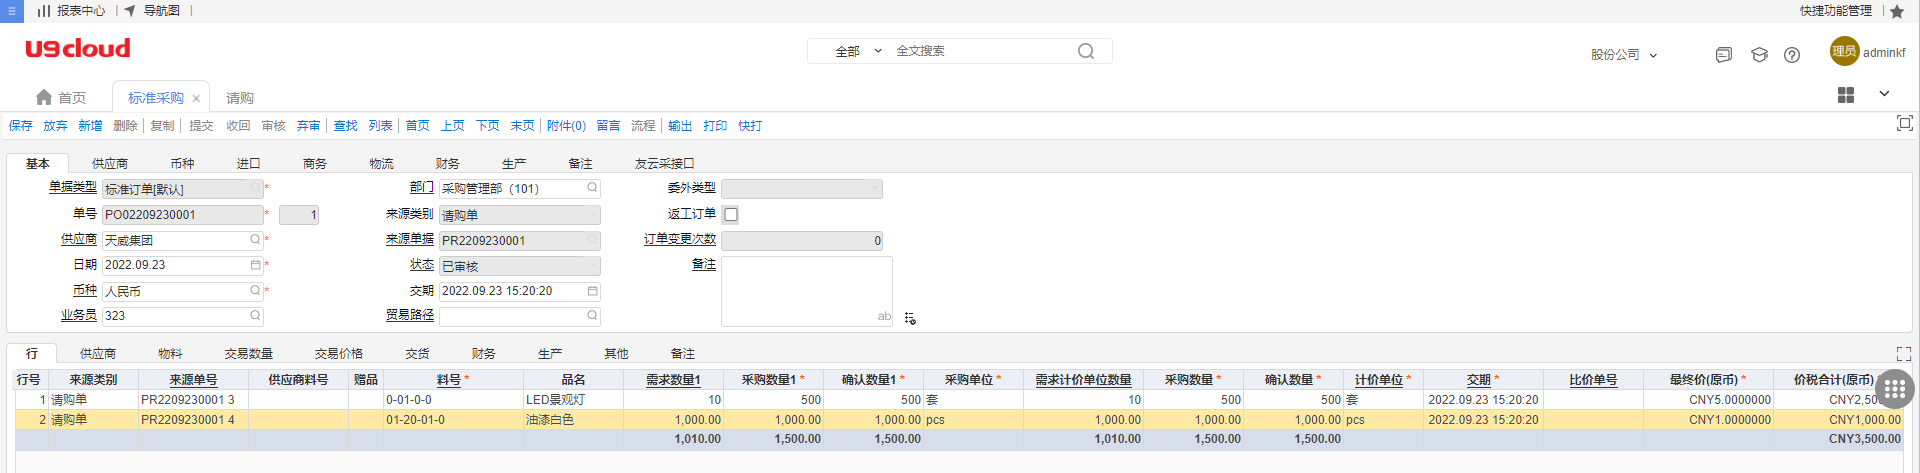 报表中心 | 导航图 | 快捷功能管理 |
U9cloud 全部 全文搜索 股份公司 理员 adminkf
首页 标准采购 × 请购
保存 放弃 新增 删除 复制 提交 收回 审核 弃审 查找 列表 首页 上页 下页 末页 附件(0) 留言 流程 输出 打印 快打
基本 供应商 币种 进口 商务 物流 财务 生产 备注 友云采接口
单据类型 标准订单[默认] * 部门 采购管理部（101） 委外类型
单号 PO02209230001 * 1 来源类别 请购单 返工订单
供应商 天威集团 * 来源单据 PR2209230001 订单变更次数 0
日期 2022.09.23 * 状态 已审核 备注
币种 人民币 * 交期 2022.09.23 15:20:20
业务员 323 贸易路径 ab
行 供应商 物料 交易数量 交易价格 交货 财务 生产 其他 备注
行号 来源类别 来源单号 供应商料号 赠品 料号 * 品名 需求数量1 采购数量1 * 确认数量1 * 采购单位 * 需求计价单位数量 采购数量 * 确认数量 * 计价单位 * 交期 * 比价单号 最终价(原币) * 价税合计(原币)
1 请购单 PR2209230001 3 0-01-0-0 LED景观灯 10 500 500 套 10 500 500 套 2022.09.23 15:20:20 CNY5.0000000 CNY2,50
2 请购单 PR2209230001 4 01-20-01-0 油漆白色 1,000.00 1,000.00 1,000.00 pcs 1,000.00 1,000.00 1,000.00 pcs 2022.09.23 15:20:20 CNY1.0000000 CNY1,000.00
1,010.00 1,500.00 1,500.00 1,010.00 1,500.00 1,500.00 CNY3,500.00